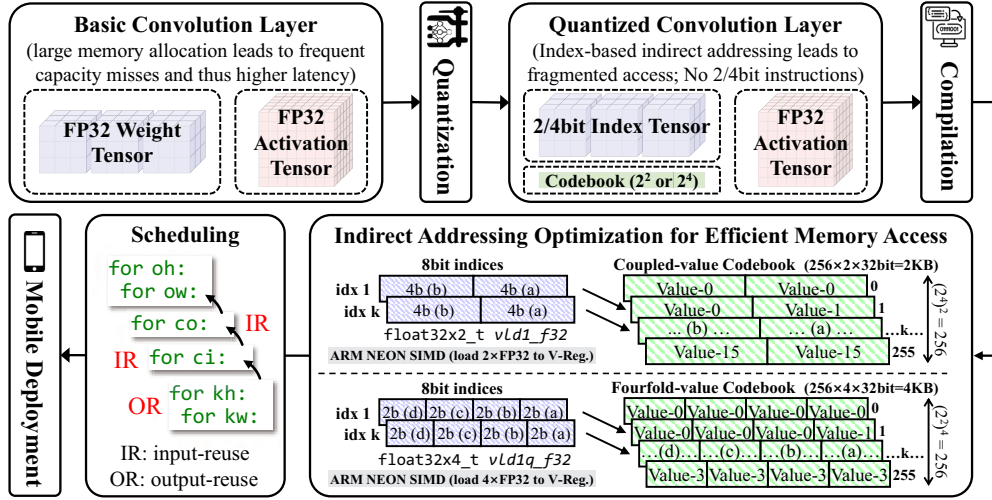 Basic Convolution Layer
(large memory allocation leads to frequent
capacity misses and thus higher latency)
FP32 Weight
Tensor
FP32
Activation
Tensor
Quantization
Quantized Convolution Layer
(Index-based indirect addressing leads to
fragmented access; No 2/4bit instructions)
2/4bit Index Tensor
Codebook (2² or 2⁴)
FP32
Activation
Tensor
Compilation
Mobile Deployment
Scheduling
for oh:
for ow:
for co:
IR
IR
for ci:
OR
for kh:
for kw:
IR: input-reuse
OR: output-reuse
Indirect Addressing Optimization for Efficient Memory Access
8bit indices
idx 1
4b (b)
4b (a)
idx k
4b (b)
4b (a)
float32x2_t vld1_f32
ARM NEON SIMD (load 2×FP32 to V-Reg.)
Coupled-value Codebook (256×2×32bit=2KB)
Value-0
Value-0
0
Value-0
Value-1
1
... (b) ...
... (a) ...
...k...
Value-15
Value-15
255
(2⁴)² = 256
8bit indices
idx 1
2b (d)
2b (c)
2b (b)
2b (a)
idx k
2b (d)
2b (c)
2b (b)
2b (a)
float32x4_t vld1q_f32
ARM NEON SIMD (load 4×FP32 to V-Reg.)
Fourfold-value Codebook (256×4×32bit=4KB)
Value-0
Value-0
Value-0
Value-0
0
Value-0
Value-0
Value-0
Value-1
1
...(d)...
...(c)...
...(b)...
...(a)...
...k...
Value-3
Value-3
Value-3
Value-3
255
(2²)⁴ = 256